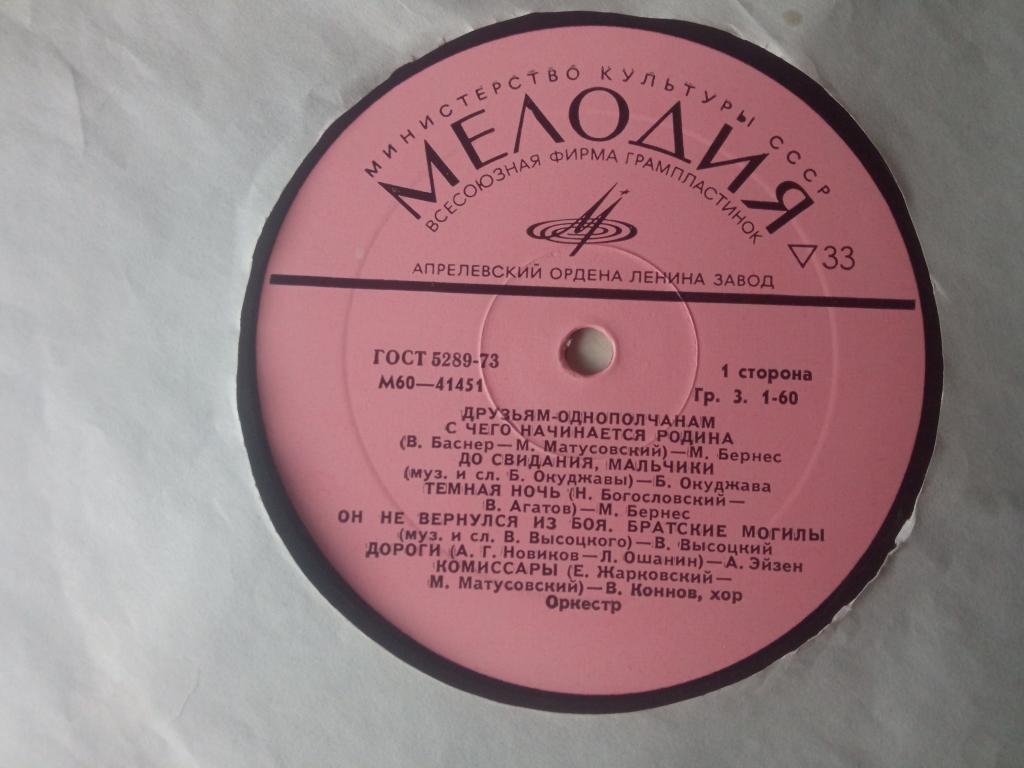 МИНИСТЕРСТВО КУЛЬТУРЫ СССР
МЕЛОДИЯ
ВСЕСОЮЗНАЯ ФИРМА ГРАМПЛАСТИНОК
33
АПРЕЛЕВСКИЙ ОРДЕНА ЛЕНИНА ЗАВОД
ГОСТ 5289-73
М60—41451
1 сторона
Гр. 3. 1-60
ДРУЗЬЯМ-ОДНОПОЛЧАНАМ
С ЧЕГО НАЧИНАЕТСЯ РОДИНА
(В. Баснер—М. Матусовский)—М. Бернес
ДО СВИДАНИЯ, МАЛЬЧИКИ
(муз. и сл. Б. Окуджавы)—Б. Окуджава
ТЕМНАЯ НОЧЬ (Н. Богословский—
В. Агатов)—М. Бернес
ОН НЕ ВЕРНУЛСЯ ИЗ БОЯ. БРАТСКИЕ МОГИЛЫ
(муз. и сл. В. Высоцкого)—В. Высоцкий
ДОРОГИ (А. Г. Новиков—Л. Ошанин)—А. Эйзен
КОМИССАРЫ (Е. Жарковский—
М. Матусовский)—В. Коннов, хор
Оркестр